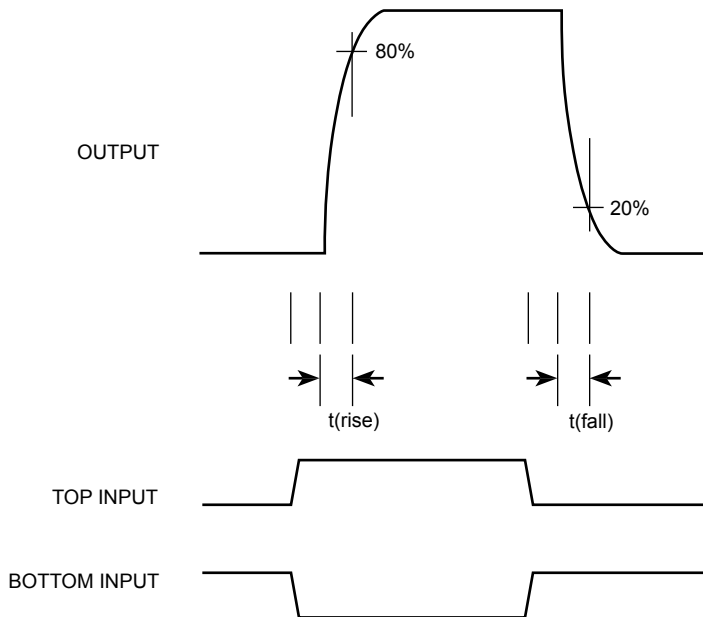 80%
OUTPUT
20%
t(rise)
t(fall)
TOP INPUT
BOTTOM INPUT